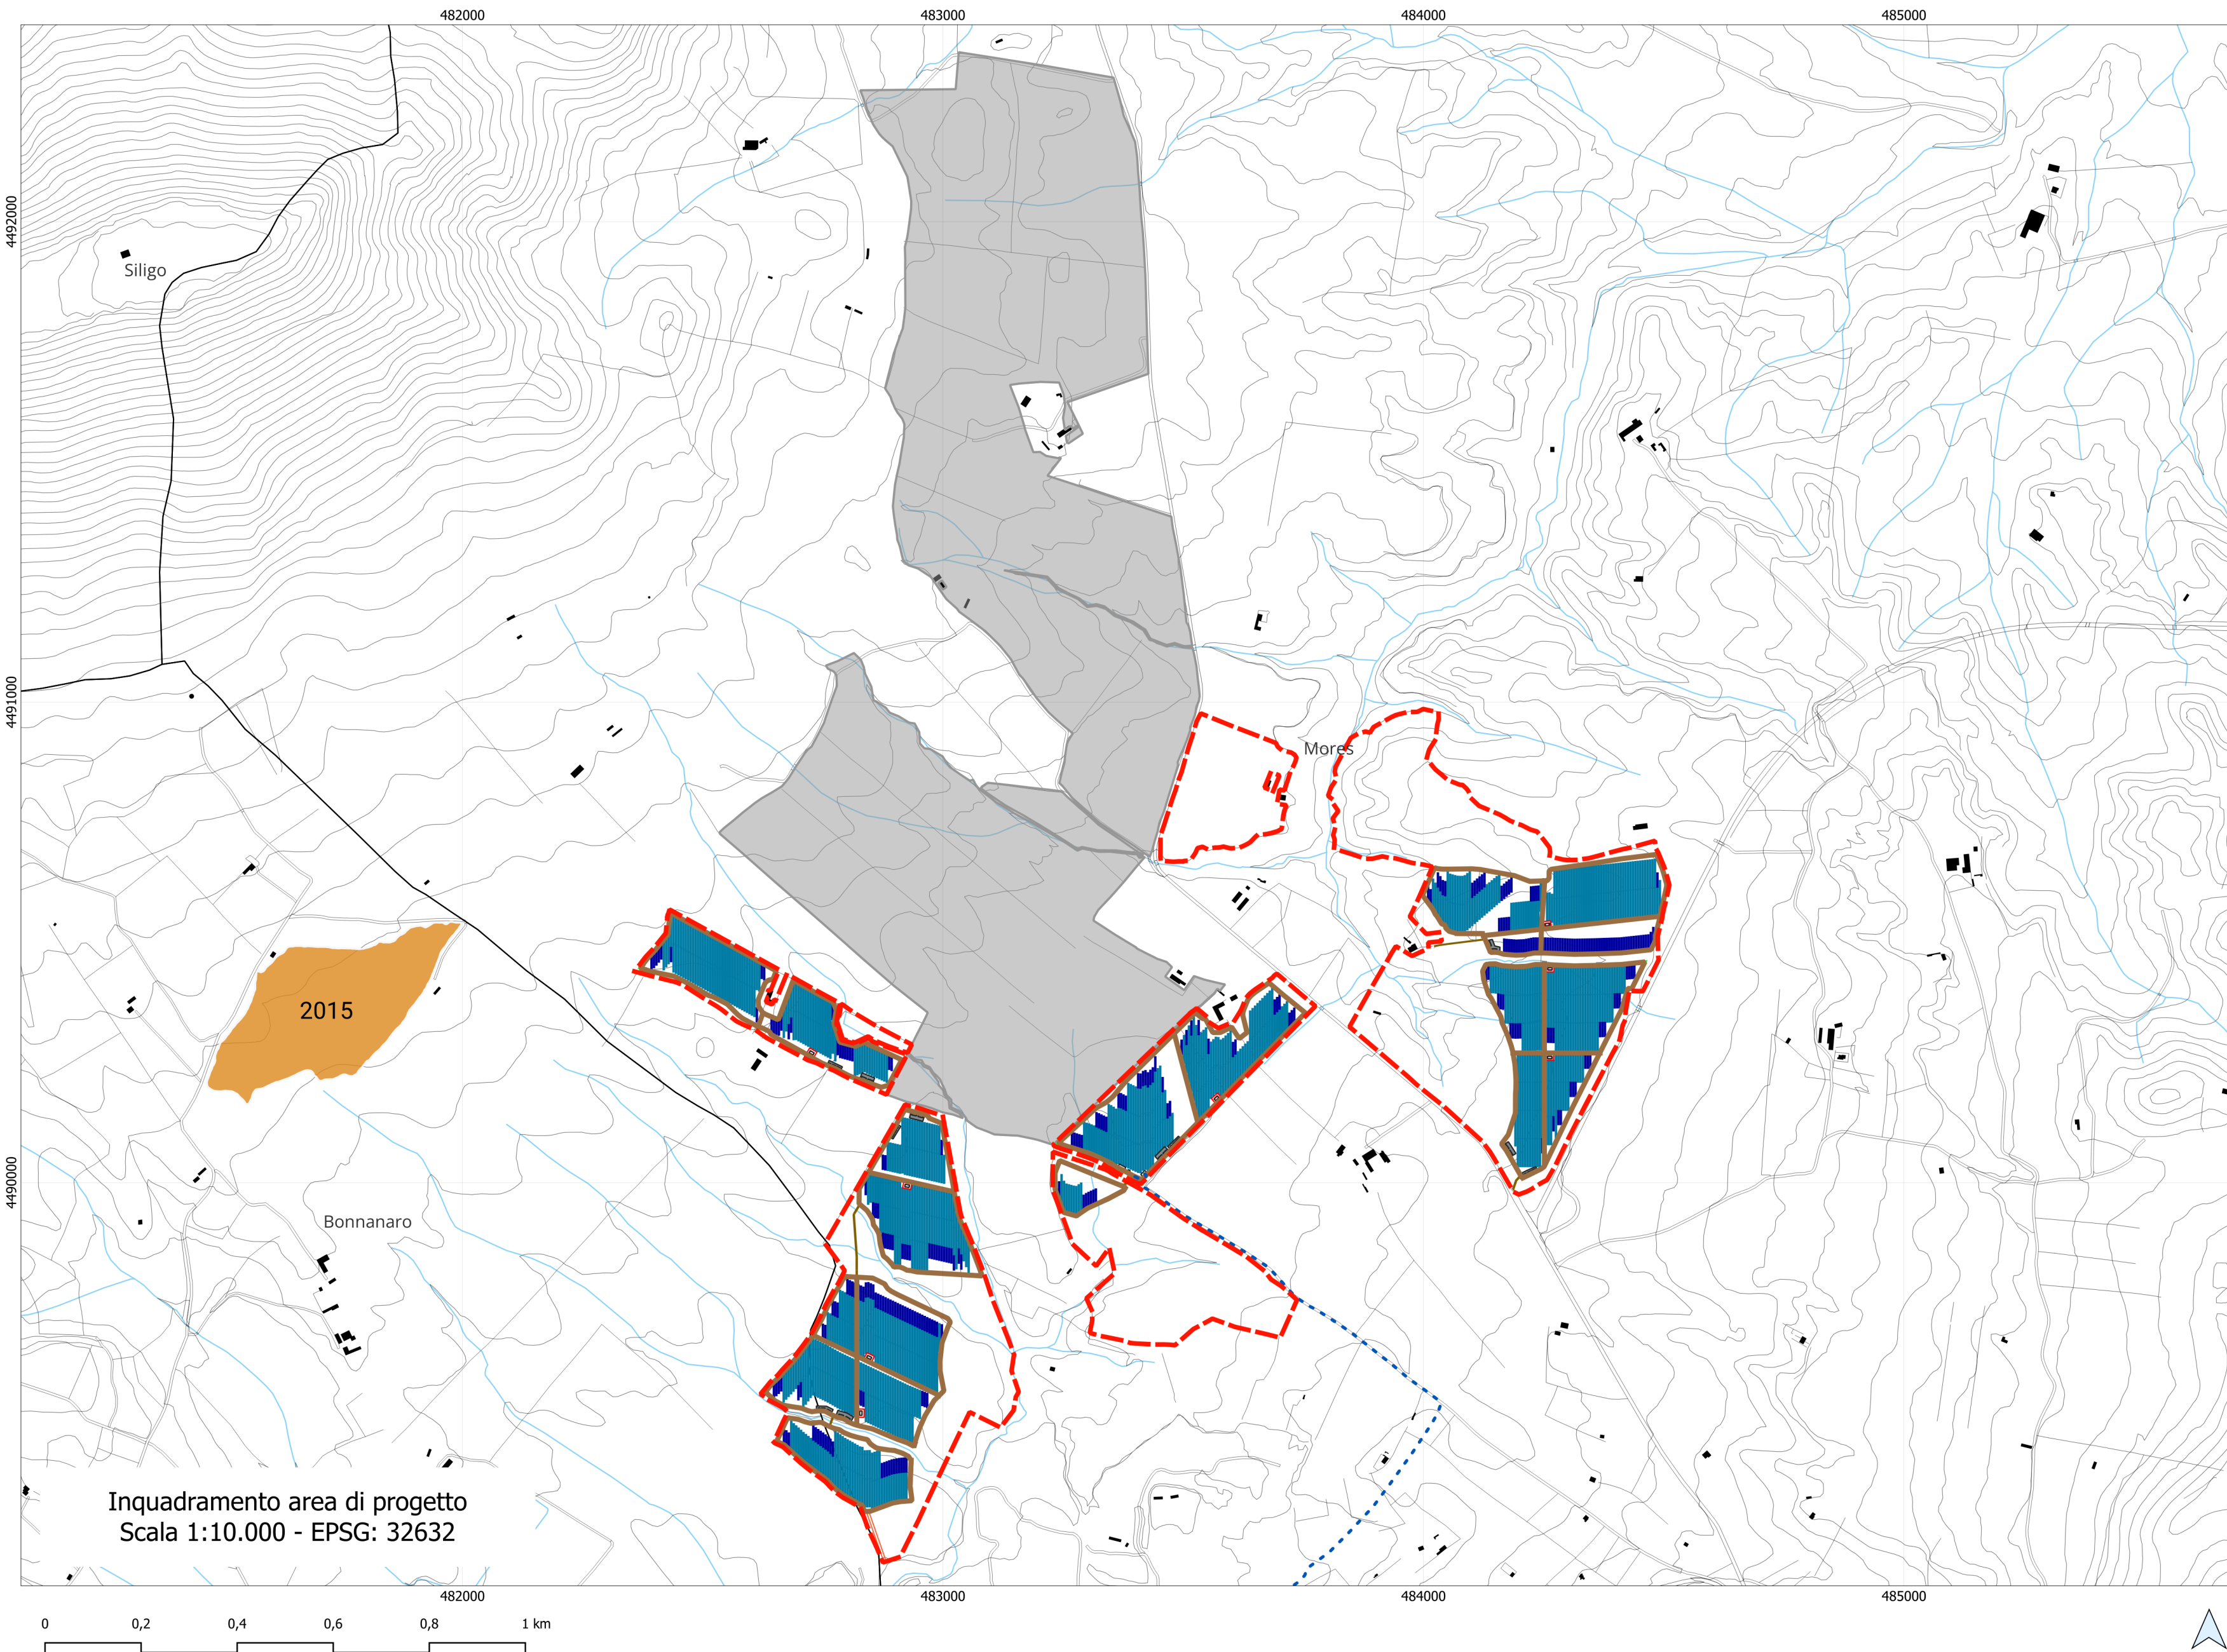 482000
483000
484000
485000
4492000
Siligo
4491000
Mores
2015
4490000
Bonnanaro
Inquadramento area di progetto
Scala 1:10.000 - EPSG: 32632
482000
483000
484000
485000
0
0,2
0,4
0,6
0,8
1 km